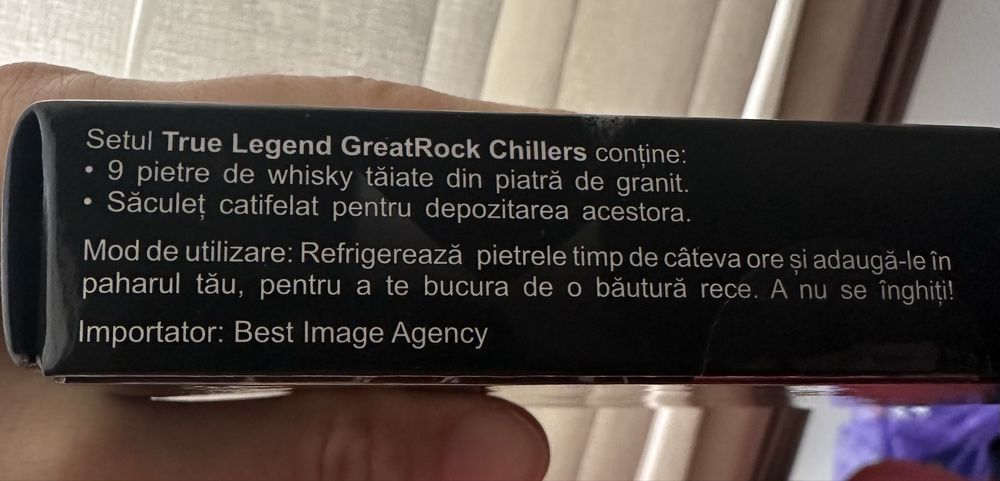 Setul True Legend GreatRock Chillers conține:
• 9 pietre de whisky tăiate din piatră de granit.
• Săculeț catifelat pentru depozitarea acestora.
Mod de utilizare: Refrigerează pietrele timp de câteva ore și adaugă-le în
paharul tău, pentru a te bucura de o băutură rece. A nu se înghiți!
Importator: Best Image Agency